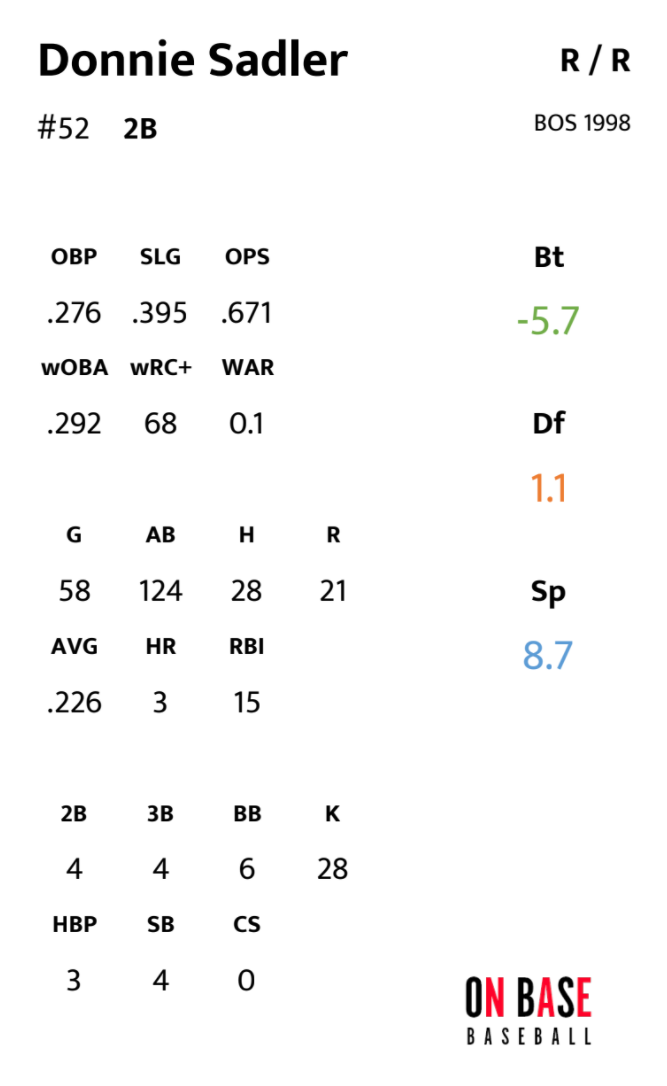 Donnie Sadler R / R
#52 2B BOS 1998
OBP SLG OPS Bt
.276 .395 .671 -5.7
wOBA wRC+ WAR
.292 68 0.1 Df
1.1
G AB H R
58 124 28 21 Sp
AVG HR RBI 8.7
.226 3 15
2B 3B BB K
4 4 6 28
HBP SB CS
3 4 0
ON BASE
BASEBALL